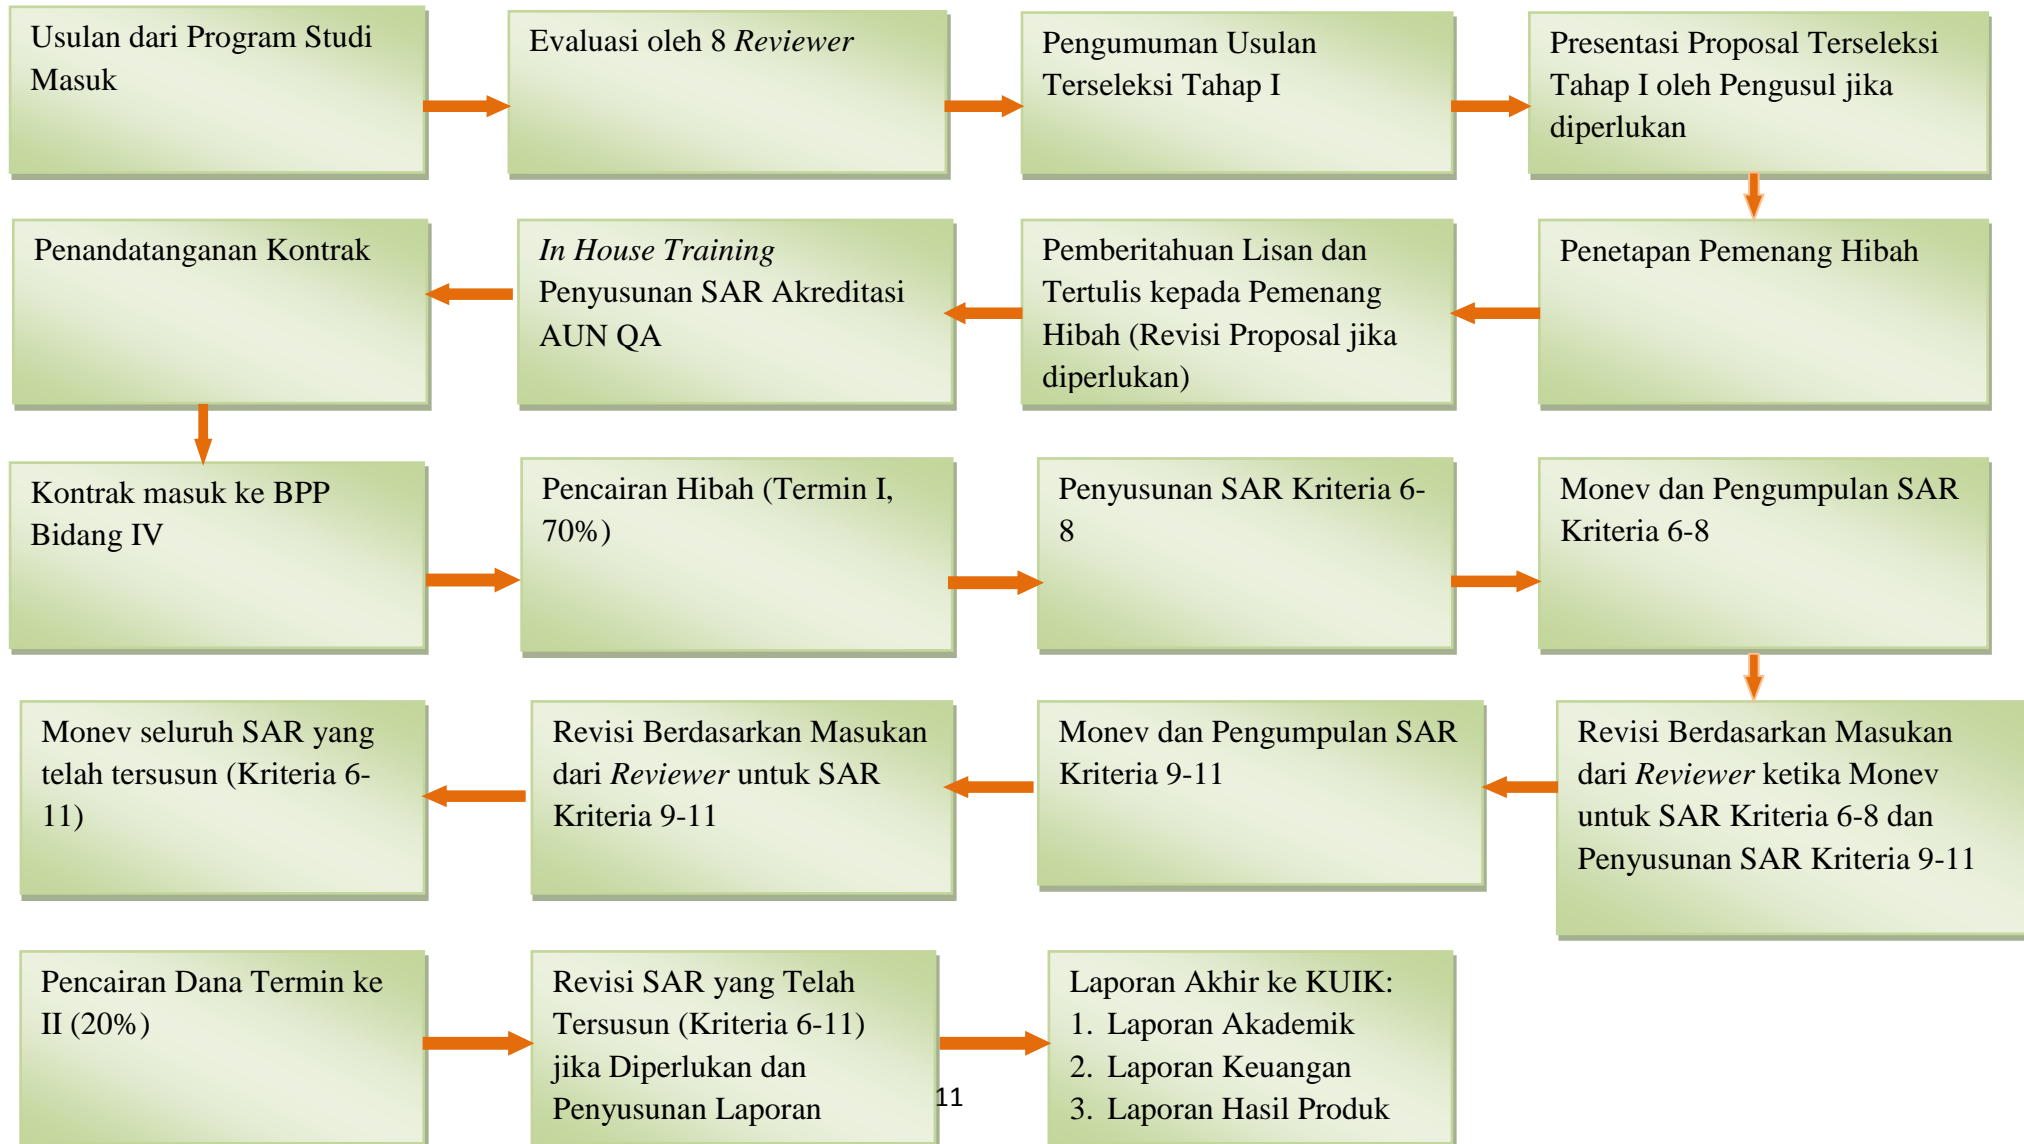 Usulan dari Program Studi
Masuk
Evaluasi oleh 8 Reviewer
Pengumuman Usulan
Terseleksi Tahap I
Presentasi Proposal Terseleksi
Tahap I oleh Pengusul jika
diperlukan
Penetapan Pemenang Hibah
Pemberitahuan Lisan dan
Tertulis kepada Pemenang
Hibah (Revisi Proposal jika
diperlukan)
In House Training
Penyusunan SAR Akreditasi
AUN QA
Penandatanganan Kontrak
Kontrak masuk ke BPP
Bidang IV
Pencairan Hibah (Termin I,
70%)
Penyusunan SAR Kriteria 6-
8
Monev dan Pengumpulan SAR
Kriteria 6-8
Revisi Berdasarkan Masukan
dari Reviewer ketika Monev
untuk SAR Kriteria 6-8 dan
Penyusunan SAR Kriteria 9-11
Monev dan Pengumpulan SAR
Kriteria 9-11
Revisi Berdasarkan Masukan
dari Reviewer untuk SAR
Kriteria 9-11
Monev seluruh SAR yang
telah tersusun (Kriteria 6-
11)
Pencairan Dana Termin ke
II (20%)
Revisi SAR yang Telah
Tersusun (Kriteria 6-11)
jika Diperlukan dan
Penyusunan Laporan
Laporan Akhir ke KUIK:
1. Laporan Akademik
2. Laporan Keuangan
3. Laporan Hasil Produk
11